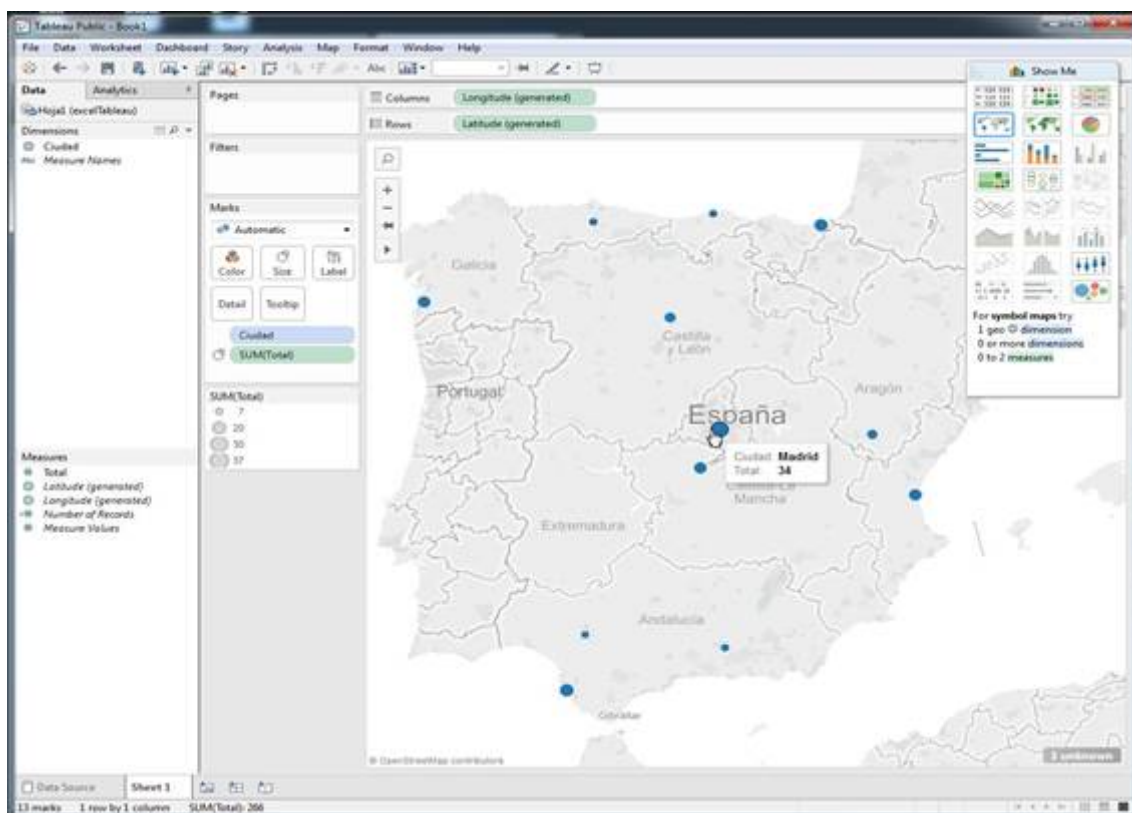 Tableau Public - Book1
File Data Worksheet Dashboard Story Analysis Map Format Window Help
Abc
Data Analytics
Hoja1 (excelTableau)
Dimensions
Ciudad
Abc Measure Names
Measures
Total
Latitude (generated)
Longitude (generated)
Number of Records
Measure Values
Pages
Filters
Marks
Automatic
Color Size Label
Detail Tooltip
Ciudad
SUM(Total)
SUM(Total)
7
20
30
37
Columns Longitude (generated)
Rows Latitude (generated)
Galicia
Castilla
y León
Portugal
Aragón
España
Ciudad: Madrid
Total: 34
Mancha
Extremadura
Andalucía
Gibraltar
© OpenStreetMap contributors
Show Me
For symbol maps try
1 geo dimension
0 or more dimensions
0 to 2 measures
Data Source Sheet 1
13 marks 1 row by 1 column SUM(Total): 266